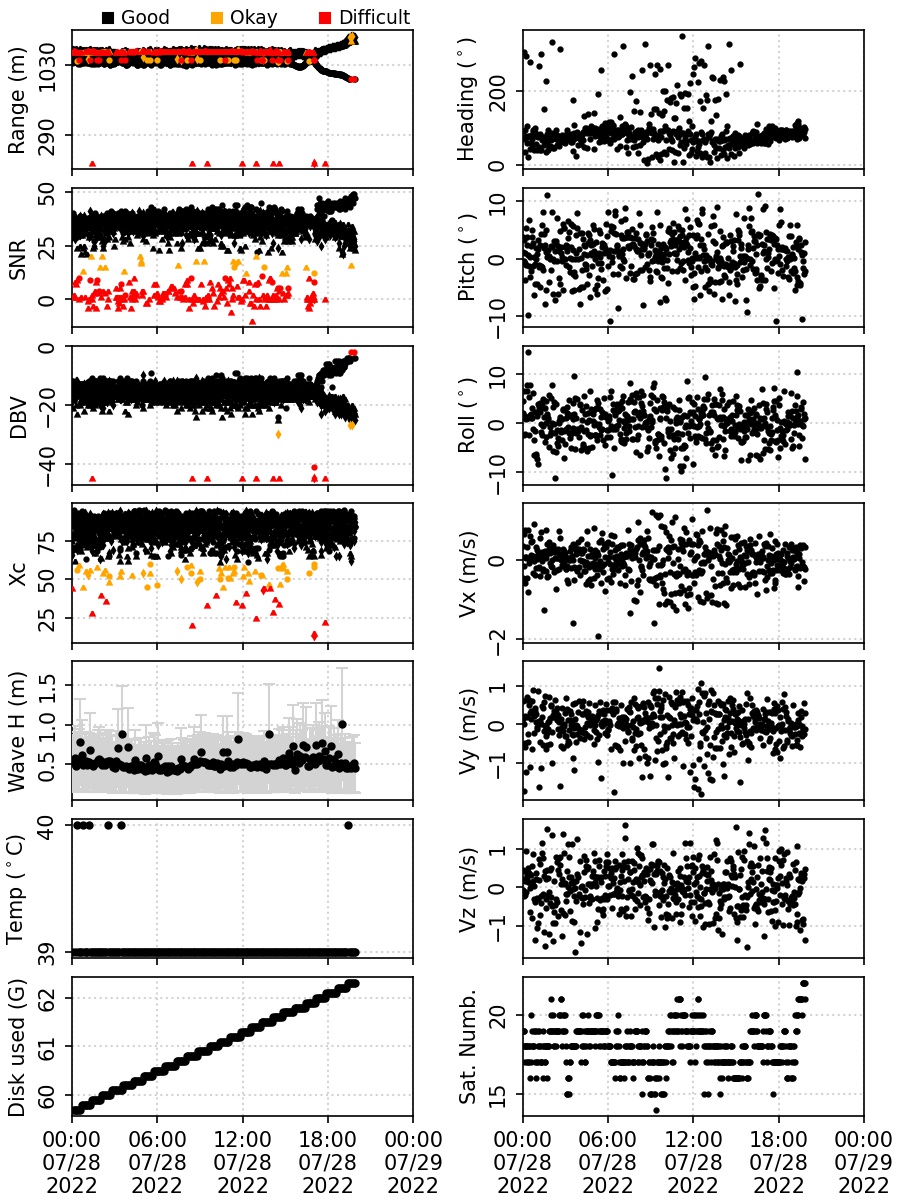 Good Okay Difficult
Range (m)
1030
290
SNR
50
25
0
DBV
0
−20
−40
Xc
75
50
25
Wave H (m)
1.5
1.0
0.5
Temp (°C)
40
39
Disk used (G)
62
61
60
00:00 06:00 12:00 18:00 00:00
07/28 07/28 07/28 07/28 07/29
2022 2022 2022 2022 2022
Heading (°)
200
0
Pitch (°)
10
0
−10
Roll (°)
10
0
−10
Vx (m/s)
0
−2
Vy (m/s)
1
0
−1
Vz (m/s)
1
0
−1
Sat. Numb.
20
15
00:00 06:00 12:00 18:00 00:00
07/28 07/28 07/28 07/28 07/29
2022 2022 2022 2022 2022